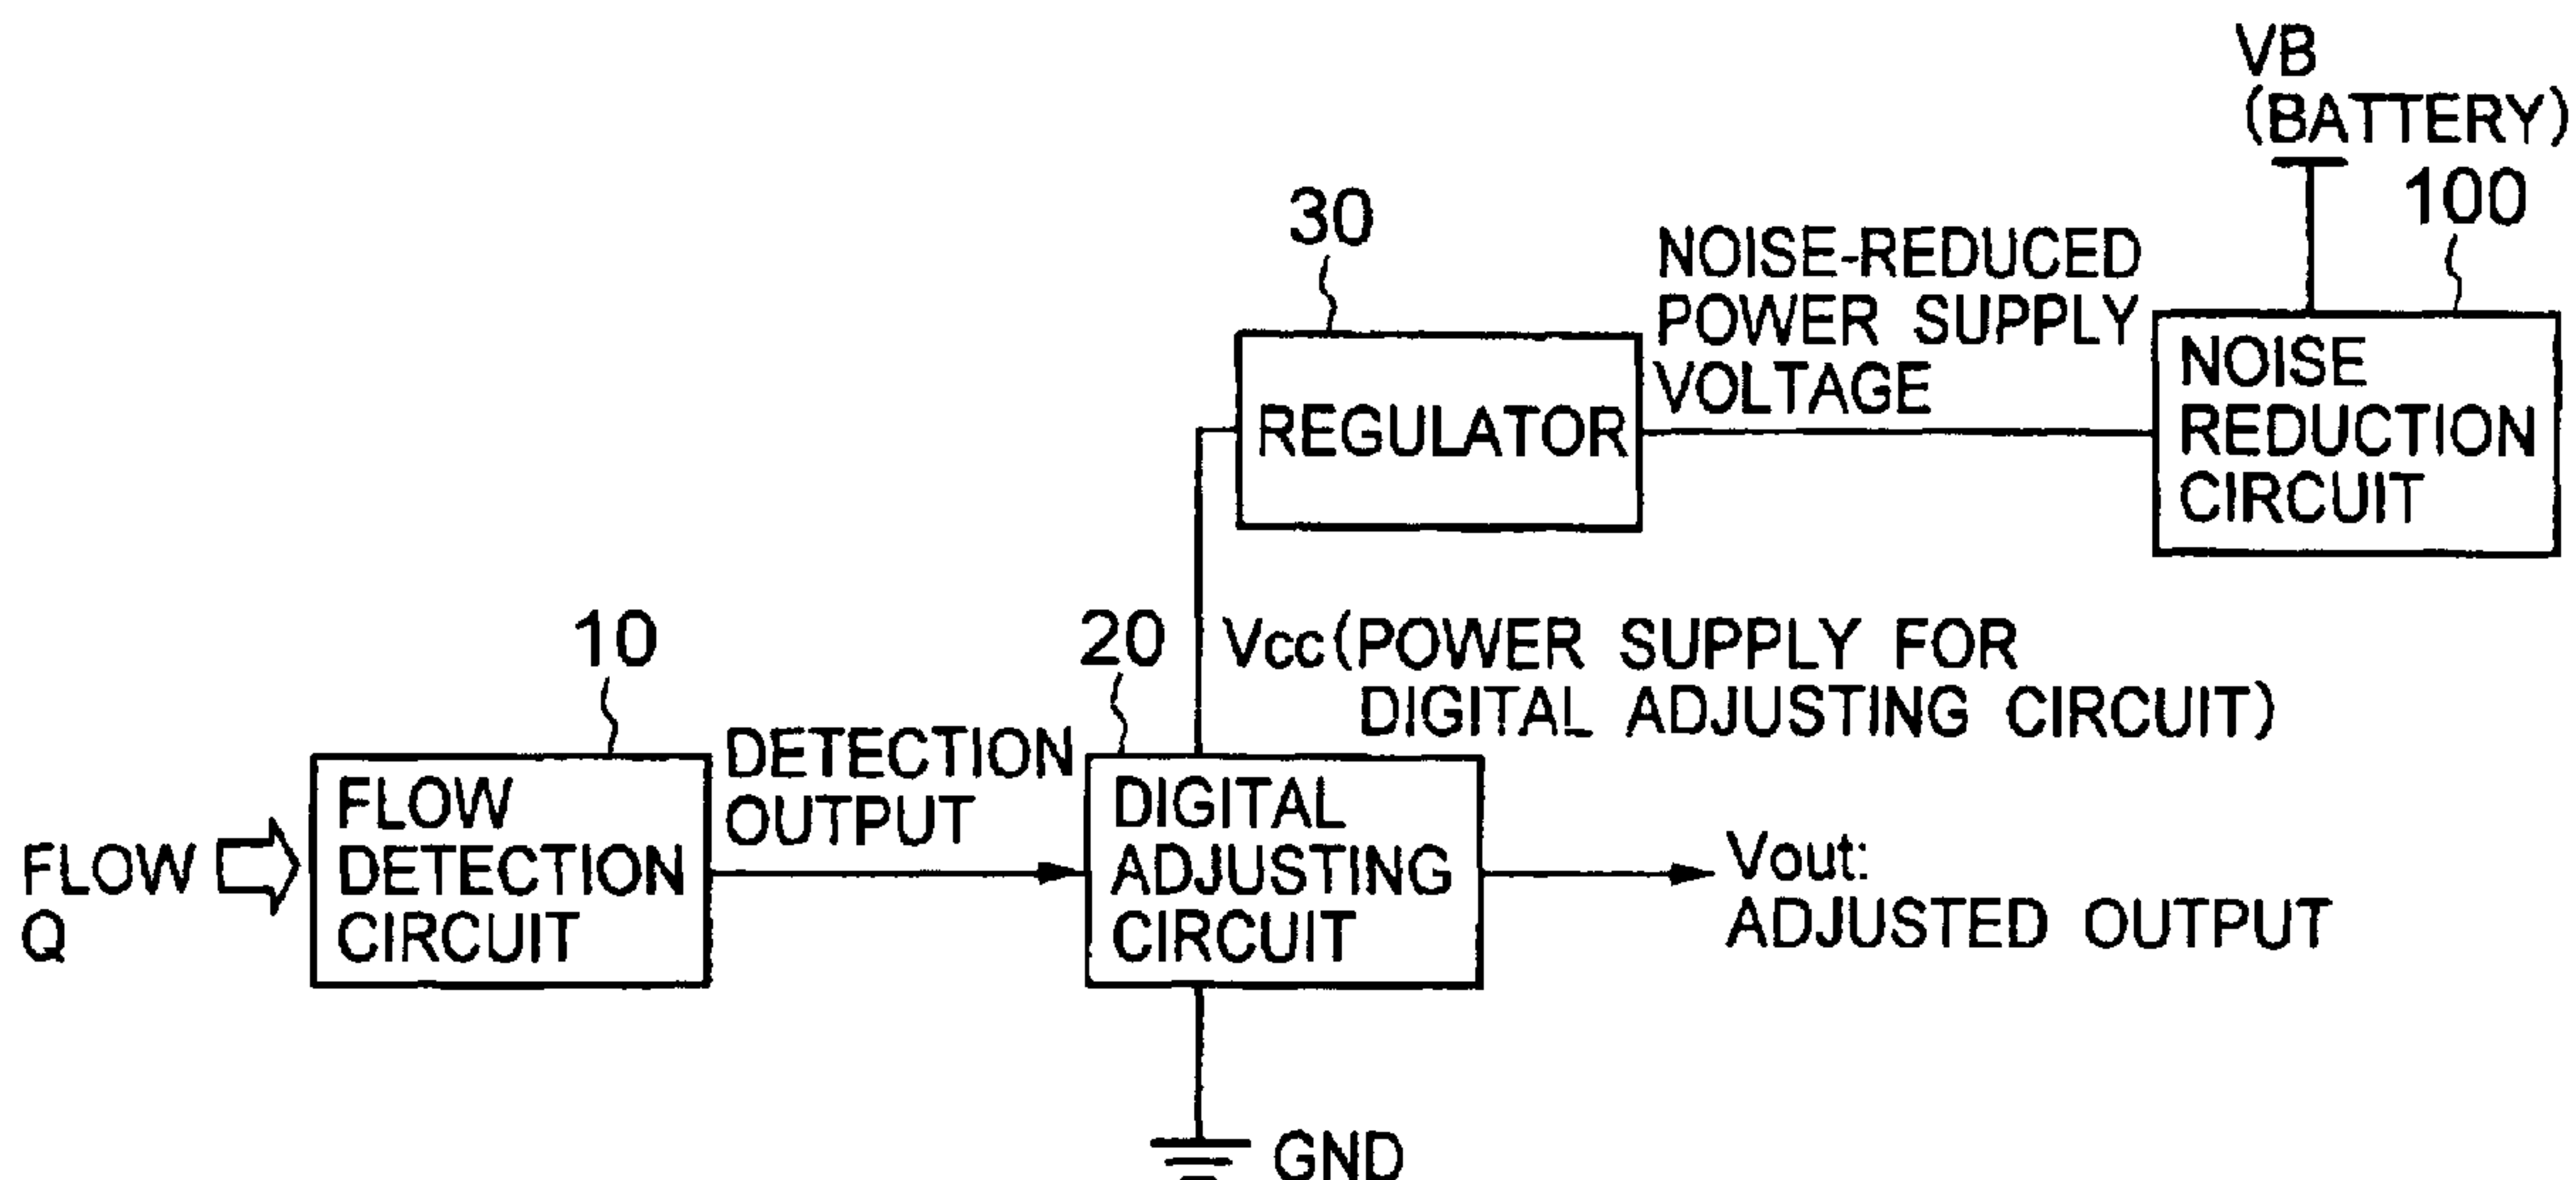 VB
(BATTERY)
100
30
NOISE-REDUCED
POWER SUPPLY
VOLTAGE
NOISE
REDUCTION
CIRCUIT
REGULATOR
10
20
Vcc (POWER SUPPLY FOR
DIGITAL ADJUSTING CIRCUIT)
FLOW
Q
FLOW
DETECTION
CIRCUIT
DETECTION
OUTPUT
DIGITAL
ADJUSTING
CIRCUIT
Vout:
ADJUSTED OUTPUT
GND